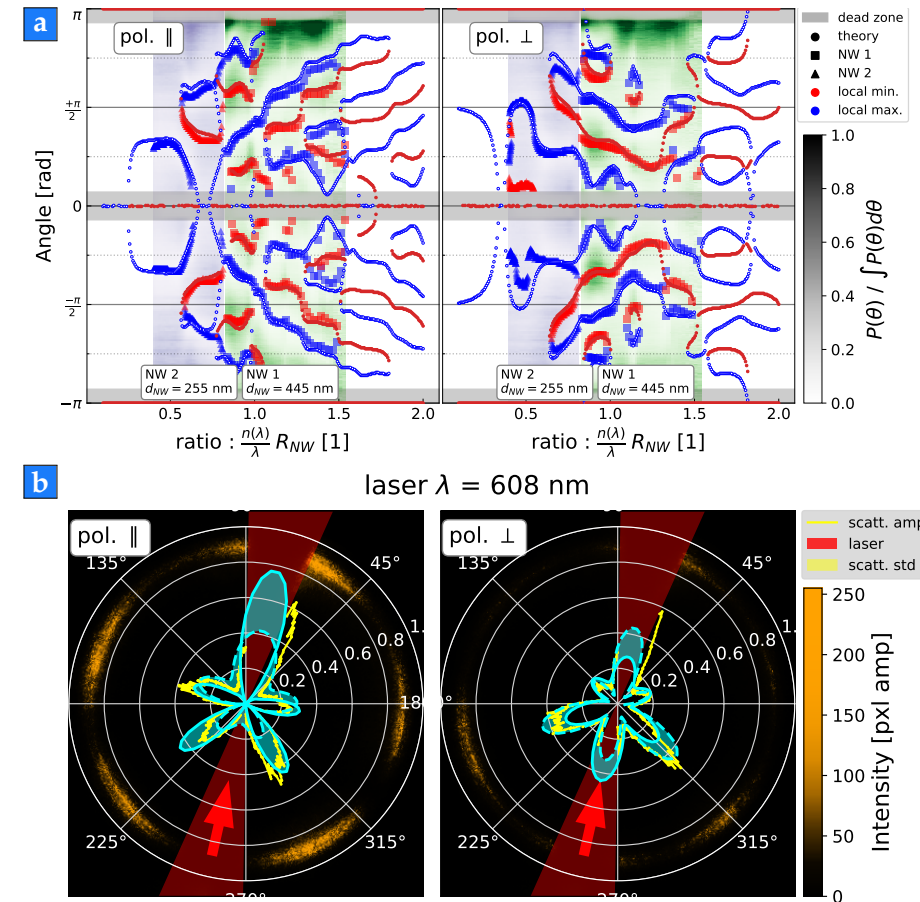 a
pol. ∥
pol. ⊥
dead zone
theory
NW 1
NW 2
local min.
local max.
π
+π/2
0
−π/2
−π
Angle [rad]
NW 2
d_NW = 255 nm
NW 1
d_NW = 445 nm
NW 2
d_NW = 255 nm
NW 1
d_NW = 445 nm
0.5 1.0 1.5 2.0
0.5 1.0 1.5 2.0
ratio : n(λ)/λ R_NW [1]
ratio : n(λ)/λ R_NW [1]
1.0
0.8
0.6
0.4
0.2
0.0
P(θ) / ∫ P(θ)dθ
b
laser λ = 608 nm
pol. ∥
135°
45°
0.2 0.4 0.6 0.8 1.
225°
315°
270°
pol. ⊥
135°
45°
0.2 0.4 0.6 0.8
180°
225°
315°
270°
scatt. amp
laser
scatt. std
250
200
150
100
50
0
Intensity [pxl amp]